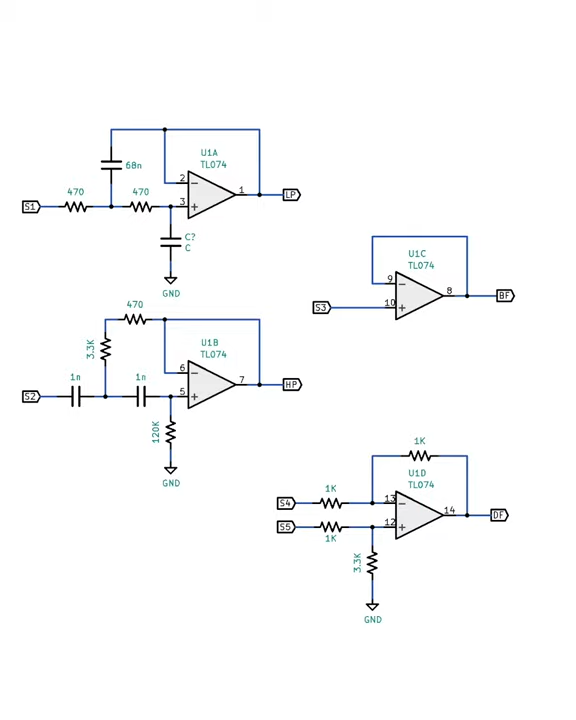 U1A
TL074
68n
2
1
LP
470
470
3
S1
C?
C
GND
U1C
TL074
9
8
BF
S3
10
470
U1B
TL074
3.3K
6
7
HP
1n
1n
S2
5
120K
GND
1K
U1D
TL074
1K
S4
13
14
DF
S5
12
1K
3.3K
GND